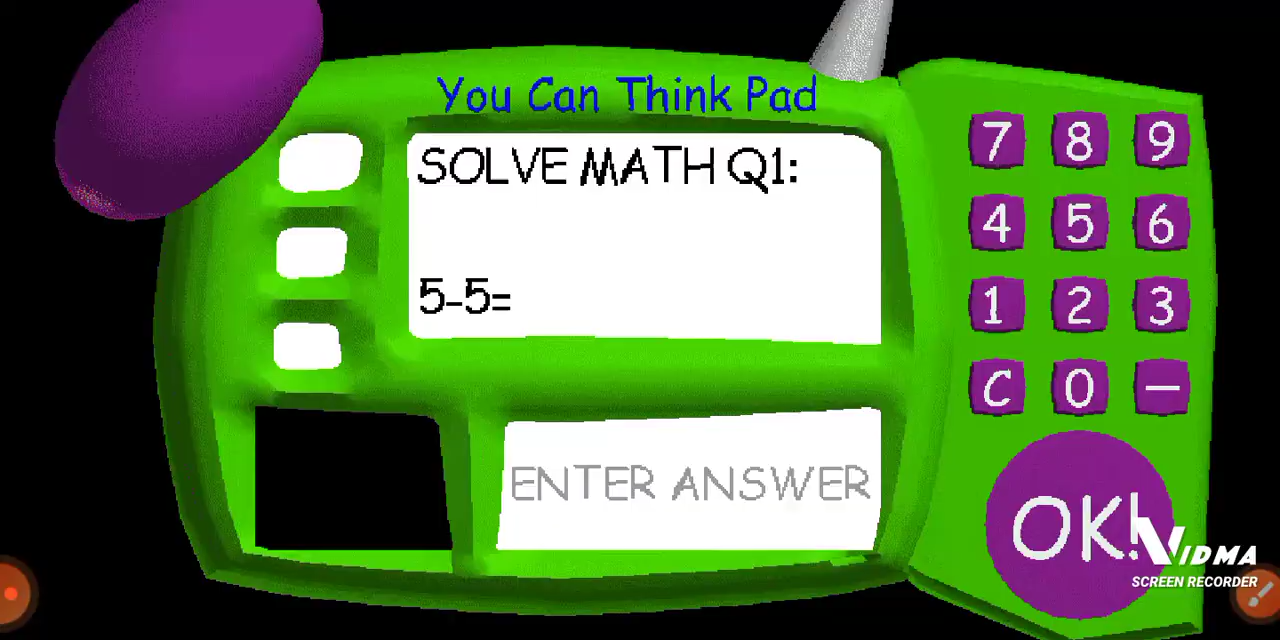 You Can Think Pad
SOLVE MATH Q1:
5-5=
ENTER ANSWER
7 8 9
4 5 6
1 2 3
C 0 –
OK!
VIDMA
SCREEN RECORDER